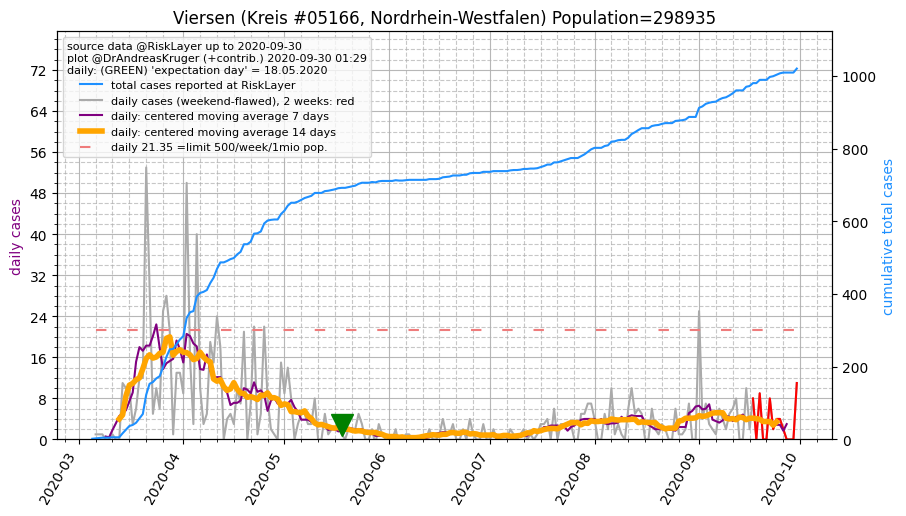 Viersen (Kreis #05166, Nordrhein-Westfalen) Population=298935
source data @RiskLayer up to 2020-09-30
plot @DrAndreasKruger (+contrib.) 2020-09-30 01:29
daily: (GREEN) 'expectation day' = 18.05.2020
total cases reported at RiskLayer
daily cases (weekend-flawed), 2 weeks: red
daily: centered moving average 7 days
daily: centered moving average 14 days
daily 21.35 =limit 500/week/1mio pop.
daily cases
72
64
56
48
40
32
24
16
8
0
cumulative total cases
1000
800
600
400
200
0
2020-03
2020-04
2020-05
2020-06
2020-07
2020-08
2020-09
2020-10